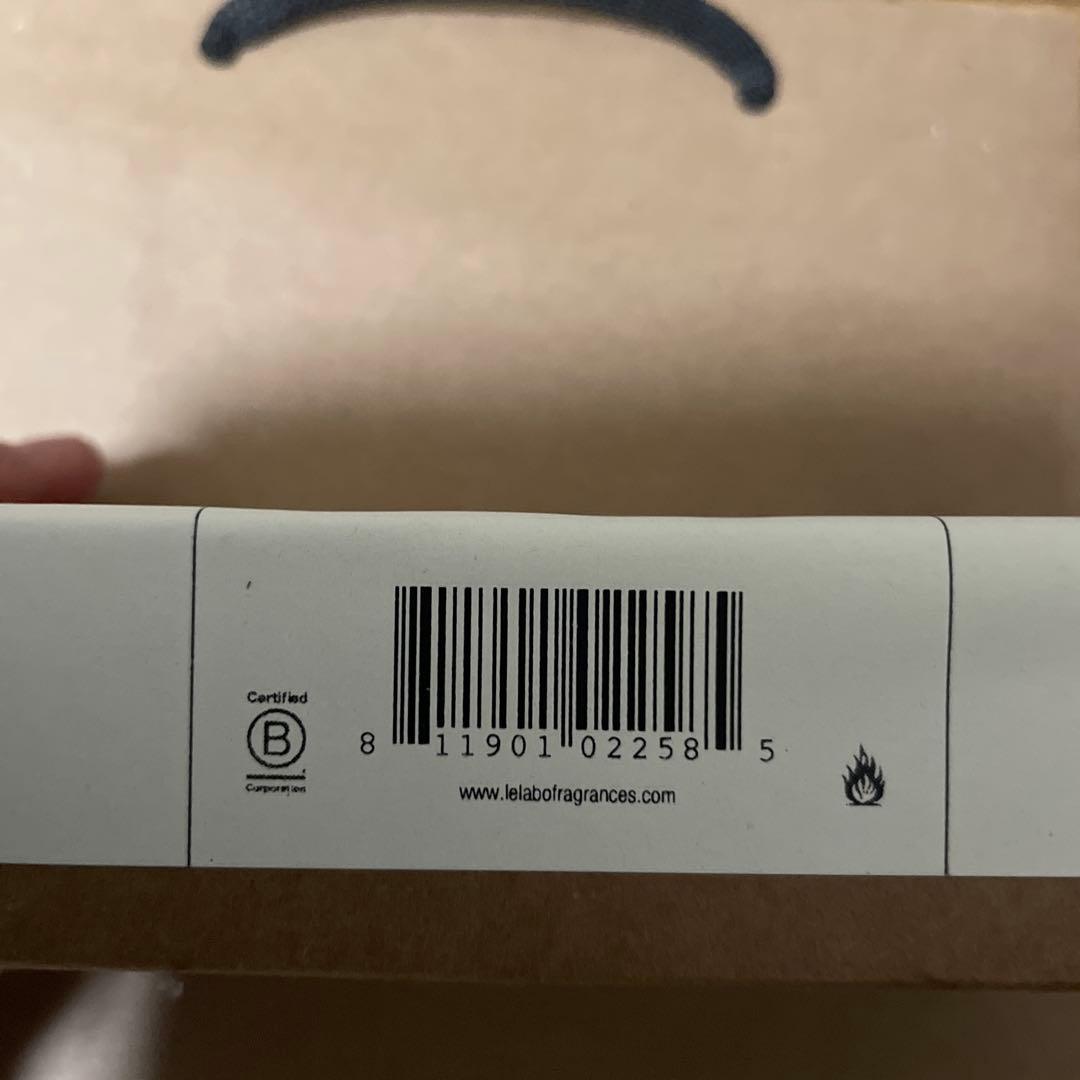 Certified
B
Corporation
8 11901 02258 5
www.lelabofragrances.com